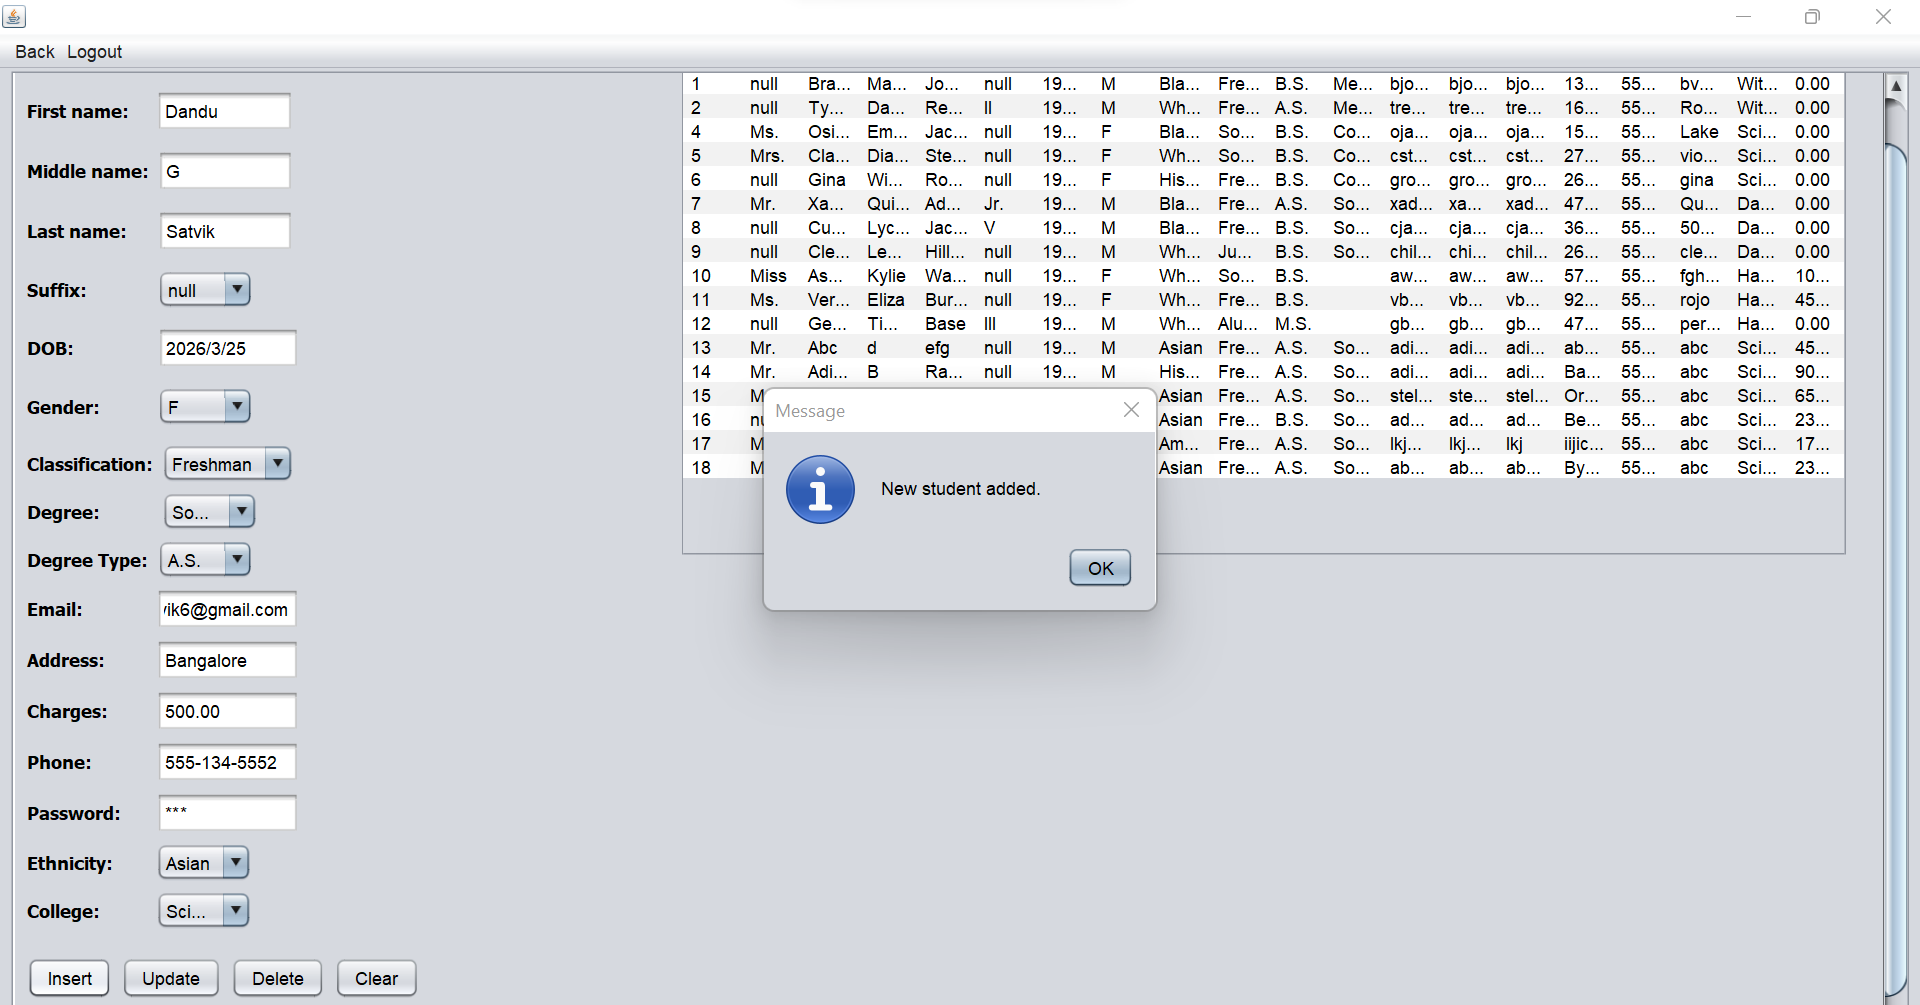 Back Logout
First name: Dandu
Middle name: G
Last name: Satvik
Suffix: null
DOB: 2026/3/25
Gender: F
Classification: Freshman
Degree: So...
Degree Type: A.S.
Email: vik6@gmail.com
Address: Bangalore
Charges: 500.00
Phone: 555-134-5552
Password: ***
Ethnicity: Asian
College: Sci...
Insert Update Delete Clear
1 null Bra... Ma... Jo... null 19... M Bla... Fre... B.S. Me... bjo... bjo... bjo... 13... 55... bv... Wit... 0.00
2 null Ty... Da... Re... II 19... M Wh... Fre... A.S. Me... tre... tre... tre... 16... 55... Ro... Wit... 0.00
4 Ms. Osi... Em... Jac... null 19... F Bla... So... B.S. Co... oja... oja... oja... 15... 55... Lake Sci... 0.00
5 Mrs. Cla... Dia... Ste... null 19... F Wh... So... B.S. Co... cst... cst... cst... 27... 55... vio... Sci... 0.00
6 null Gina Wi... Ro... null 19... F His... Fre... B.S. Co... gro... gro... gro... 26... 55... gina Sci... 0.00
7 Mr. Xa... Qui... Ad... Jr. 19... M Bla... Fre... A.S. So... xad... xa... xad... 47... 55... Qu... Da... 0.00
8 null Cu... Lyc... Jac... V 19... M Bla... Fre... B.S. So... cja... cja... cja... 36... 55... 50... Da... 0.00
9 null Cle... Le... Hill... null 19... M Wh... Ju... B.S. So... chil... chi... chil... 26... 55... cle... Da... 0.00
10 Miss As... Kylie Wa... null 19... F Wh... So... B.S. aw... aw... aw... 57... 55... fgh... Ha... 10...
11 Ms. Ver... Eliza Bur... null 19... F Wh... Fre... B.S. vb... vb... vb... 92... 55... rojo Ha... 45...
12 null Ge... Ti... Base III 19... M Wh... Alu... M.S. gb... gb... gb... 47... 55... per... Ha... 0.00
13 Mr. Abc d efg null 19... M Asian Fre... A.S. So... adi... adi... adi... ab... 55... abc Sci... 45...
14 Mr. Adi... B Ra... null 19... M His... Fre... A.S. So... adi... adi... adi... Ba... 55... abc Sci... 90...
15 M Asian Fre... A.S. So... stel... ste... stel... Or... 55... abc Sci... 65...
16 nu Asian Fre... B.S. So... ad... ad... ad... Be... 55... abc Sci... 23...
17 M Am... Fre... A.S. So... lkj... lkj... lkj iijic... 55... abc Sci... 17...
18 M Asian Fre... A.S. So... ab... ab... ab... By... 55... abc Sci... 23...
Message
New student added.
OK